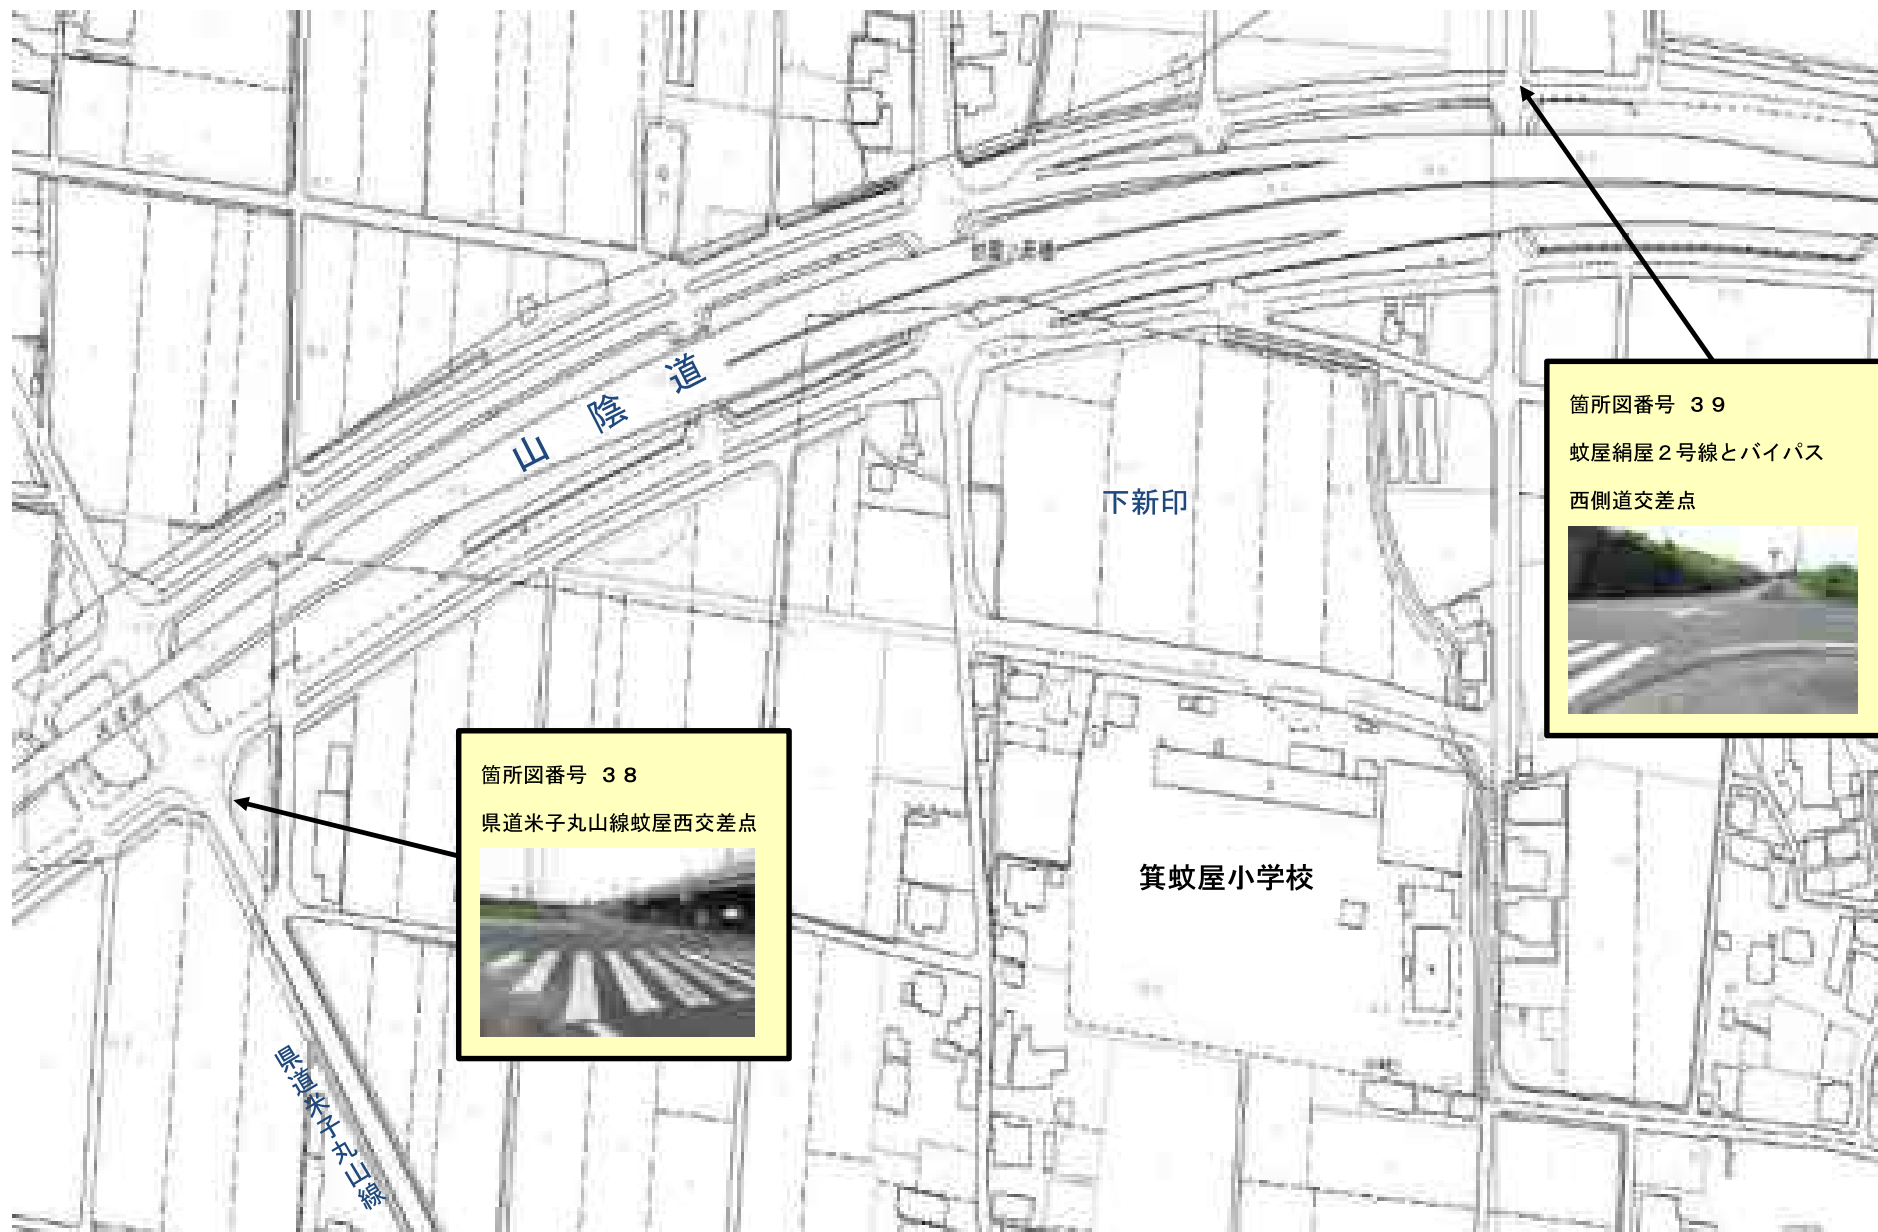 山陰道
下新印
箇所図番号 ３９
蚊屋絹屋２号線とバイパス
西側道交差点
箇所図番号 ３８
県道米子丸山線蚊屋西交差点
箕蚊屋小学校
県道米子丸山線